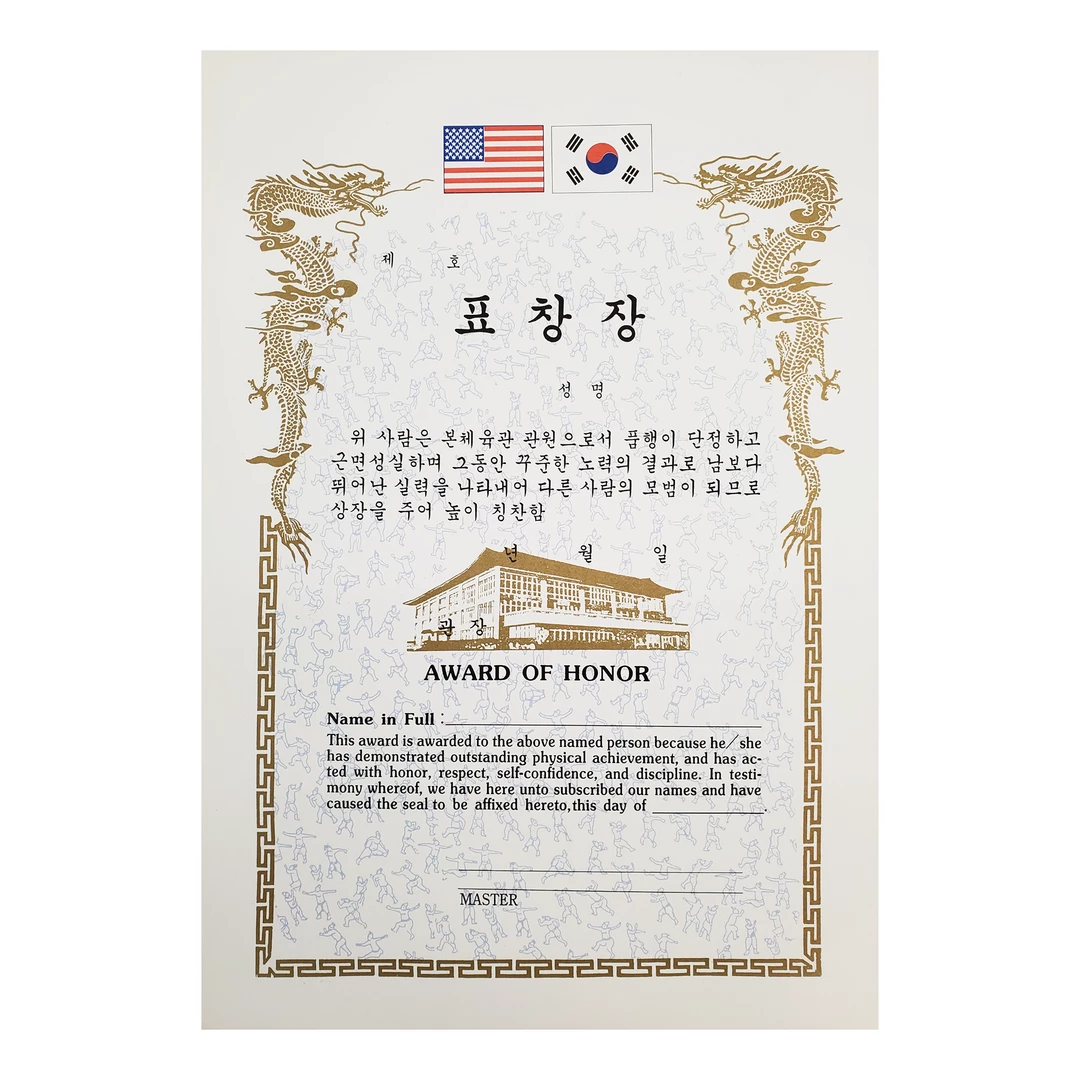 제 호
표 창 장
성 명
위 사람은 본체육관 관원으로서 품행이 단정하고
근면성실하며 그동안 꾸준한 노력의 결과로 남보다
뛰어난 실력을 나타내어 다른 사람의 모범이 되므로
상장을 주어 높이 칭찬함
년 월 일
관 장
AWARD OF HONOR
Name in Full :
This award is awarded to the above named person because he/she
has demonstrated outstanding physical achievement, and has ac-
ted with honor, respect, self-confidence, and discipline. In testi-
mony whereof, we have here unto subscribed our names and have
caused the seal to be affixed hereto,this day of .
MASTER